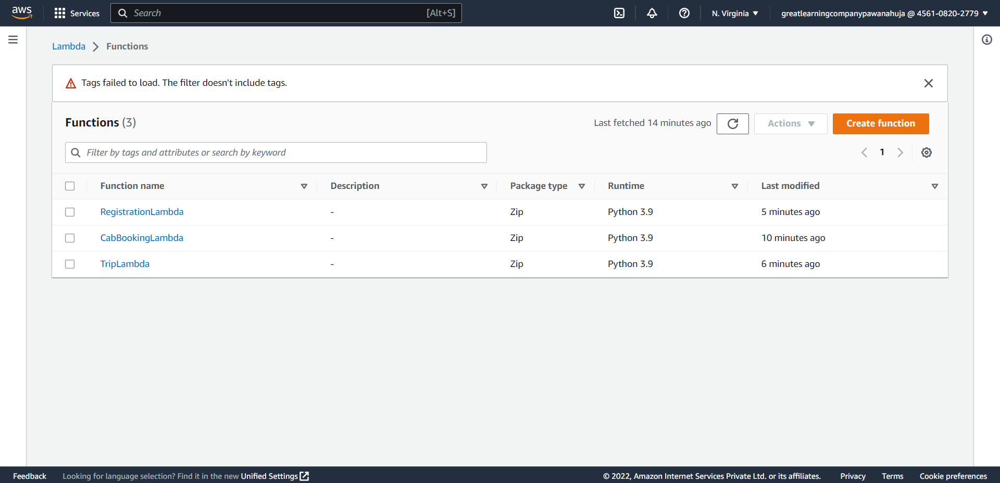 aws Services Search [Alt+S] N. Virginia greatlearningcompanypawanahuja @ 4561-0820-2779
Lambda Functions
Tags failed to load. The filter doesn't include tags.
Functions (3) Last fetched 14 minutes ago Actions Create function
Filter by tags and attributes or search by keyword 1
Function name Description Package type Runtime Last modified
RegistrationLambda - Zip Python 3.9 5 minutes ago
CabBookingLambda - Zip Python 3.9 10 minutes ago
TripLambda - Zip Python 3.9 6 minutes ago
Feedback Looking for language selection? Find it in the new Unified Settings © 2022, Amazon Internet Services Private Ltd. or its affiliates. Privacy Terms Cookie preferences